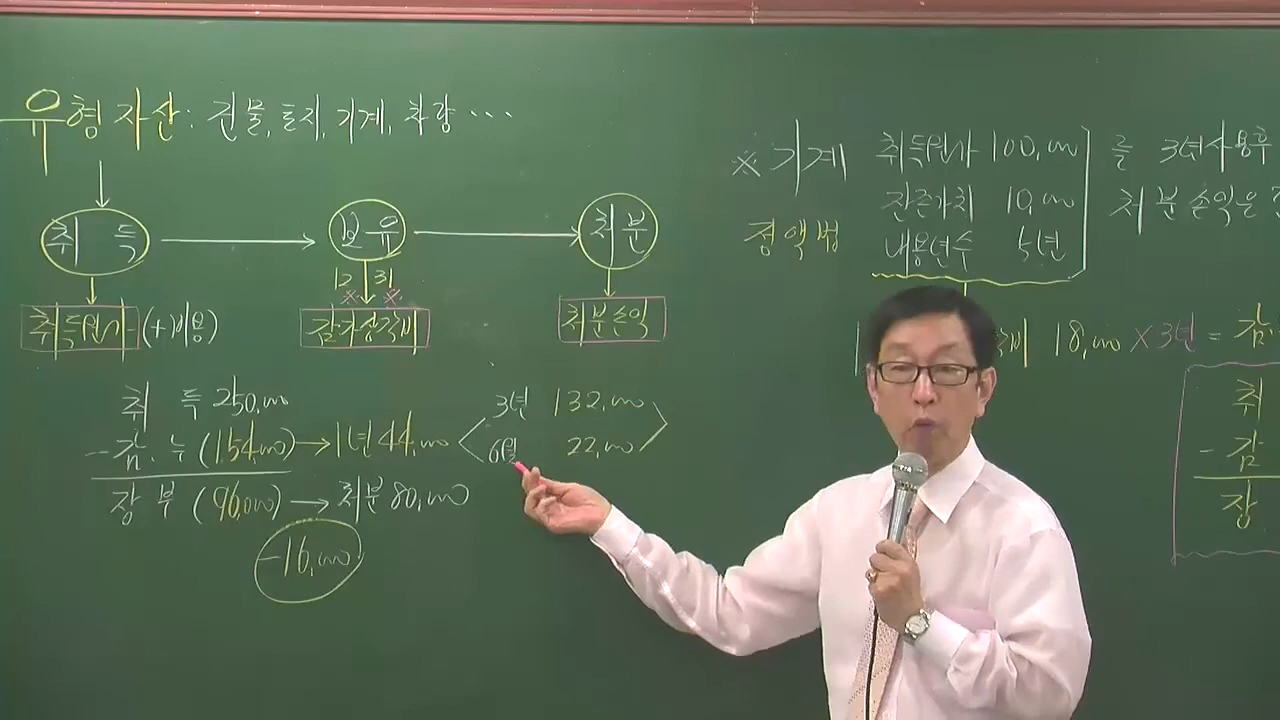 유형자산: 건물, 토지, 기계, 차량 ···
취 득 → 보 유 → 처 분
12 31
※ ※
취득원가 (+비용)
감가상각비
처분손익
취 득 250,000
- 감. 누 (154,000) → 1년 44,000 < 3년 132,000 >
6월 22,000
장 부 (96,000) → 처분 80,000
-16,000
※ 기계 취득원가 100,000 를 3년 사용후
잔존가치 10,000 처분손익은
정액법 내용연수 5년
비 18,000 × 3년 = 감.
취
- 감
장